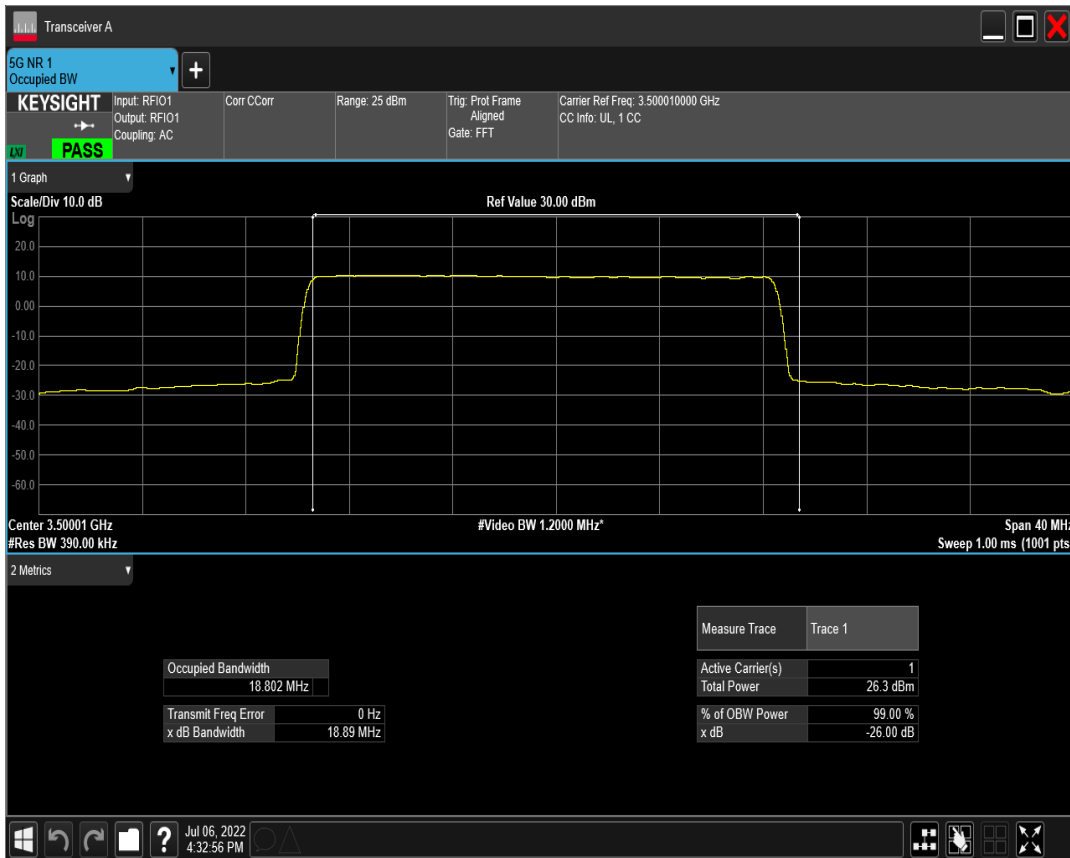 Transceiver A
5G NR 1
Occupied BW
+
KEYSIGHT
LXI
PASS
Input: RFIO1
Output: RFIO1
Coupling: AC
Corr CCorr
Range: 25 dBm
Trig: Prot Frame
Aligned
Gate: FFT
Carrier Ref Freq: 3.500010000 GHz
CC Info: UL, 1 CC
1 Graph
Scale/Div 10.0 dB
Ref Value 30.00 dBm
Log
20.0
10.0
0.00
-10.0
-20.0
-30.0
-40.0
-50.0
-60.0
Center 3.50001 GHz
#Video BW 1.2000 MHz*
Span 40 MHz
#Res BW 390.00 kHz
Sweep 1.00 ms (1001 pts
2 Metrics
Measure Trace Trace 1
Occupied Bandwidth
18.802 MHz
Active Carrier(s) 1
Total Power 26.3 dBm
Transmit Freq Error 0 Hz
x dB Bandwidth 18.89 MHz
% of OBW Power 99.00 %
x dB -26.00 dB
?
Jul 06, 2022
4:32:56 PM